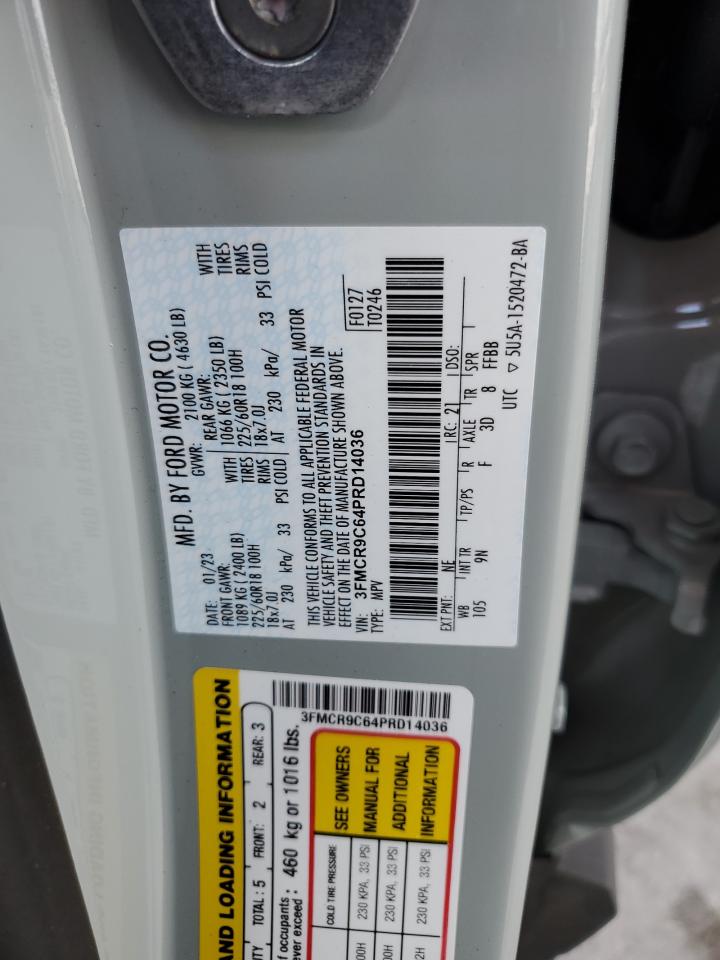 MFD. BY FORD MOTOR CO.
DATE: 01/23 GVWR: 2100 KG ( 4630 LB)
FRONT GAWR: REAR GAWR:
1089 KG ( 2400 LB) WITH 1066 KG ( 2350 LB) WITH
225/60R18 100H TIRES 225/60R18 100H TIRES
18x7.0J RIMS 18x7.0J RIMS
AT 230 kPa/ 33 PSI COLD AT 230 kPa/ 33 PSI COLD
THIS VEHICLE CONFORMS TO ALL APPLICABLE FEDERAL MOTOR
VEHICLE SAFETY AND THEFT PREVENTION STANDARDS IN
EFFECT ON THE DATE OF MANUFACTURE SHOWN ABOVE.
VIN: 3FMCR9C64PRD14036
TYPE: MPV
F0127
T0246
EXT PNT: NE RC: 21 DSO:
WB INT TR TP/PS R AXLE TR SPR
105 9N F 3D 8 FFBB
UTC ▽ 5U5A-1520472-BA
AND LOADING INFORMATION
TOTAL : 5 FRONT: 2 REAR: 3
f occupants :
ever exceed : 460 kg or 1016 lbs.
3FMCR9C64PRD14036
COLD TIRE PRESSURE
230 KPA, 33 PSI
230 KPA, 33 PSI
230 KPA, 33 PSI
SEE OWNERS
MANUAL FOR
ADDITIONAL
INFORMATION